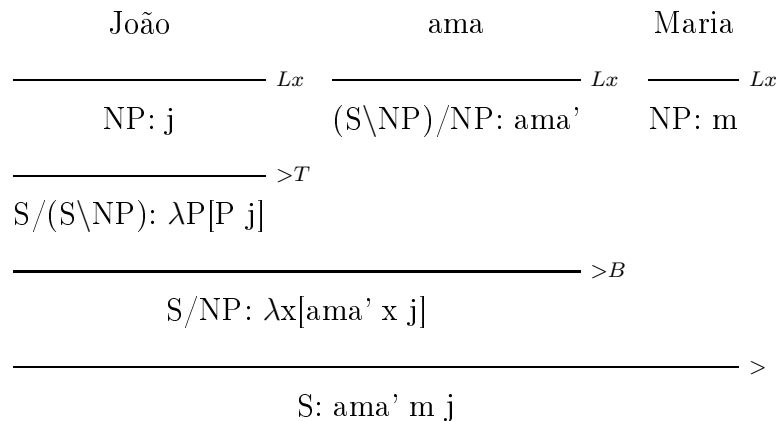 João ama Maria
Lx Lx Lx
NP: j (S\NP)/NP: ama' NP: m
>T
S/(S\NP): λP[P j]
>B
S/NP: λx[ama' x j]
>
S: ama' m j